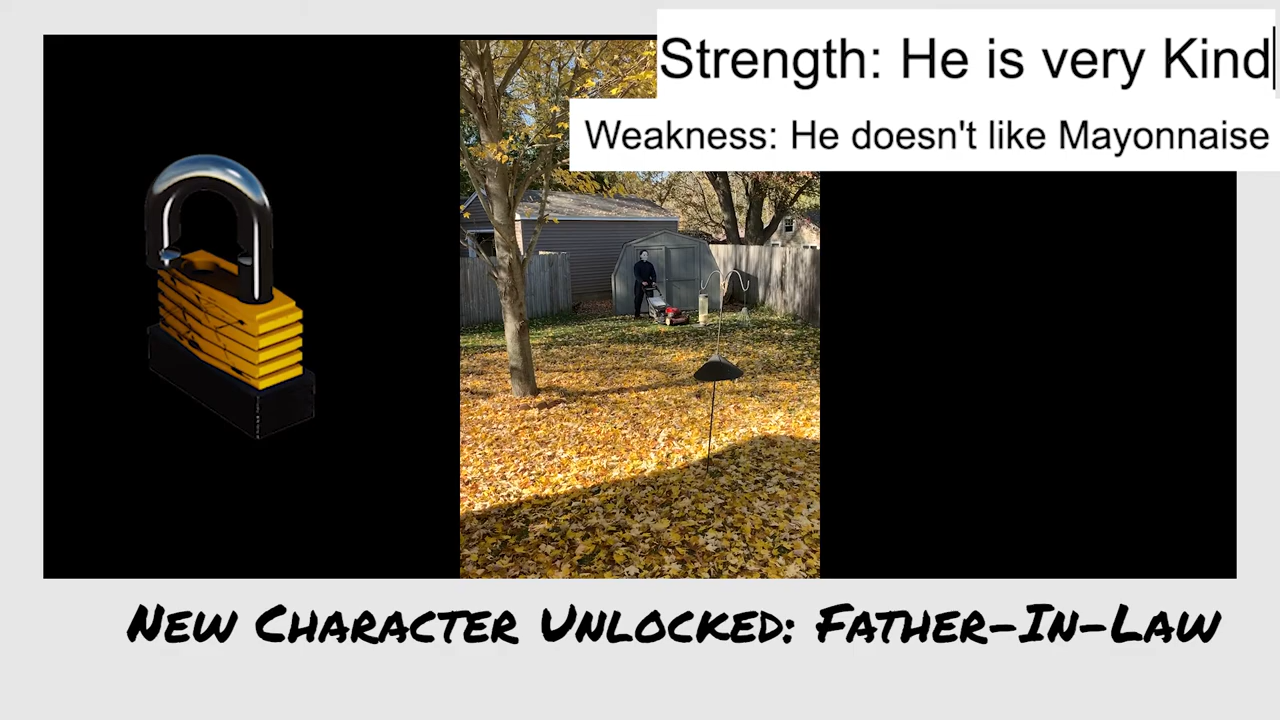 Strength: He is very Kind
Weakness: He doesn't like Mayonnaise
New Character Unlocked: Father-In-Law